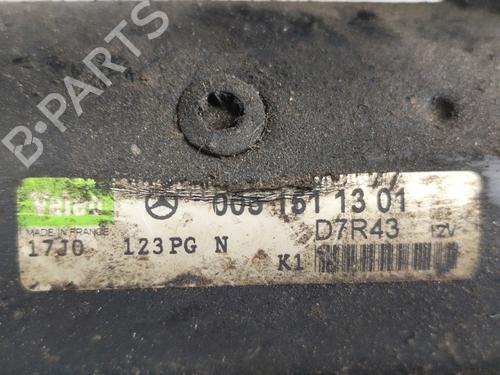 B-PARTS
Valeo 005 151 13 01
MADE IN FRANCE D7R43 12V
17J0 123PG N K1